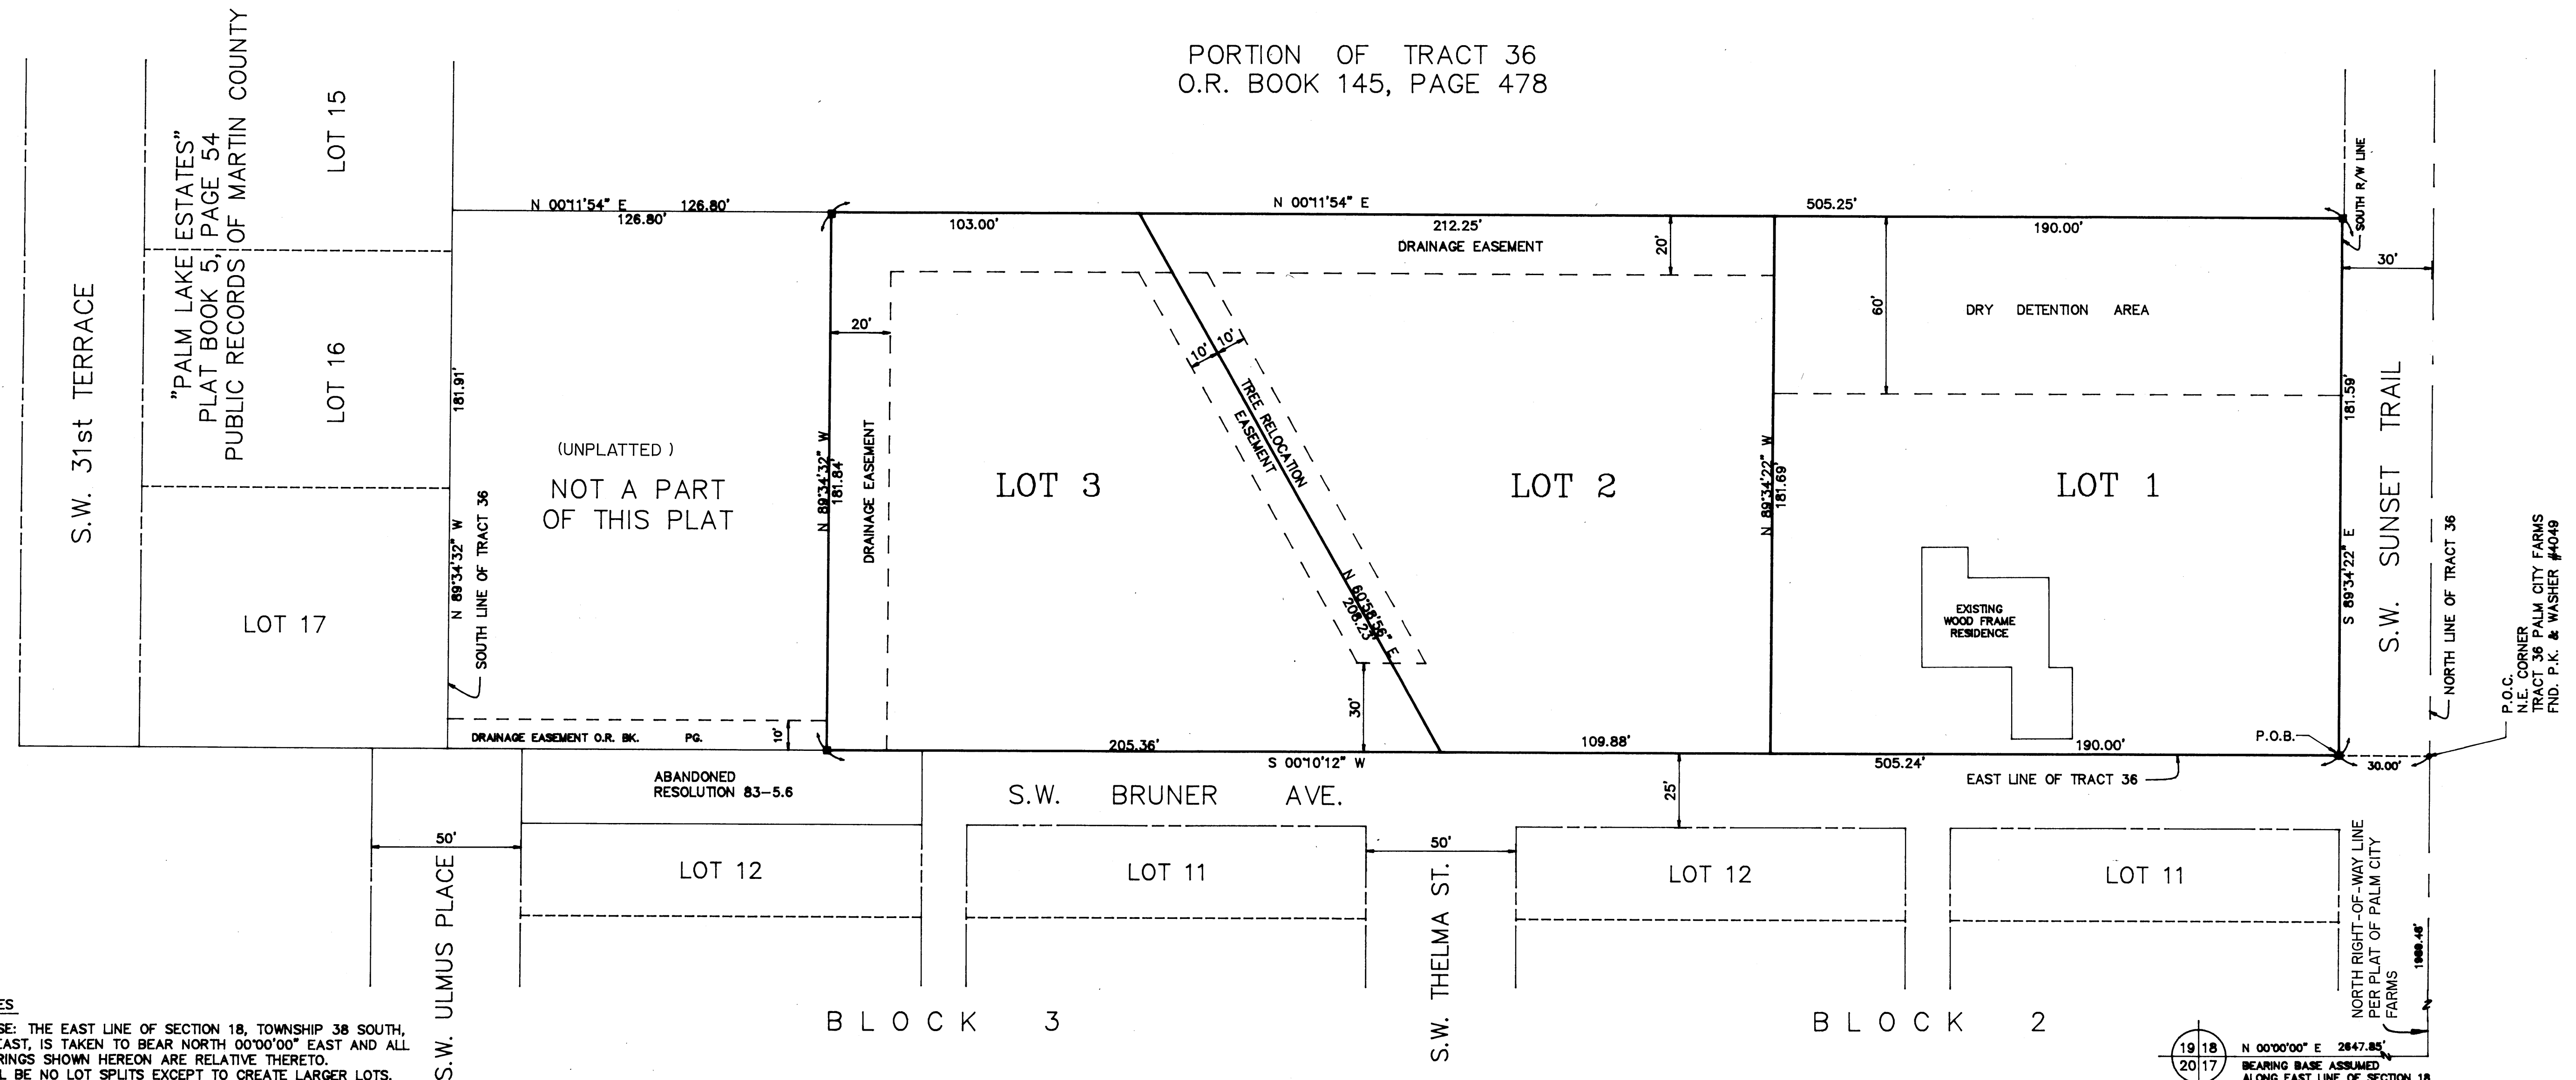 PORTION OF TRACT 36
O.R. BOOK 145, PAGE 478
S.W. 31st TERRACE
"PALM LAKE ESTATES"
PLAT BOOK 5, PAGE 54
PUBLIC RECORDS OF MARTIN COUNTY
LOT 15
LOT 16
LOT 17
181.91'
N 89°34'32" W
SOUTH LINE OF TRACT 36
N 00°11'54" E 126.80'
126.80'
(UNPLATTED )
NOT A PART
OF THIS PLAT
DRAINAGE EASEMENT O.R. BK. PG.
10'
N 89°34'32" W
181.84'
20'
DRAINAGE EASEMENT
103.00'
LOT 3
N 00°11'54" E
505.25'
212.25'
DRAINAGE EASEMENT
20'
10'
10'
TREE RELOCATION
EASEMENT
N 60°58'56" E
208.23'
30'
LOT 2
N 89°34'22" W
181.69'
190.00'
60'
DRY DETENTION AREA
LOT 1
EXISTING
WOOD FRAME
RESIDENCE
SOUTH R/W LINE
30'
181.59'
S 89°34'22" E
S.W. SUNSET TRAIL
NORTH LINE OF TRACT 36
P.O.C.
N.E. CORNER
TRACT 36 PALM CITY FARMS
FND. P.K. & WASHER #4049
P.O.B.
30.00'
205.36'
S 00°10'12" W
109.88'
190.00'
505.24'
EAST LINE OF TRACT 36
ABANDONED
RESOLUTION 83-5.6
S.W. BRUNER AVE.
25'
50'
S.W. ULMUS PLACE
LOT 12
LOT 11
50'
S.W. THELMA ST.
LOT 12
LOT 11
BLOCK 3
BLOCK 2
NORTH RIGHT-OF-WAY LINE
PER PLAT OF PALM CITY
FARMS
19 18
20 17
N 00°00'00" E 2647.85'
BEARING BASE ASSUMED
ALONG EAST LINE OF SECTION 18
ES
SE: THE EAST LINE OF SECTION 18, TOWNSHIP 38 SOUTH,
EAST, IS TAKEN TO BEAR NORTH 00°00'00" EAST AND ALL
RINGS SHOWN HEREON ARE RELATIVE THERETO.
L BE NO LOT SPLITS EXCEPT TO CREATE LARGER LOTS.